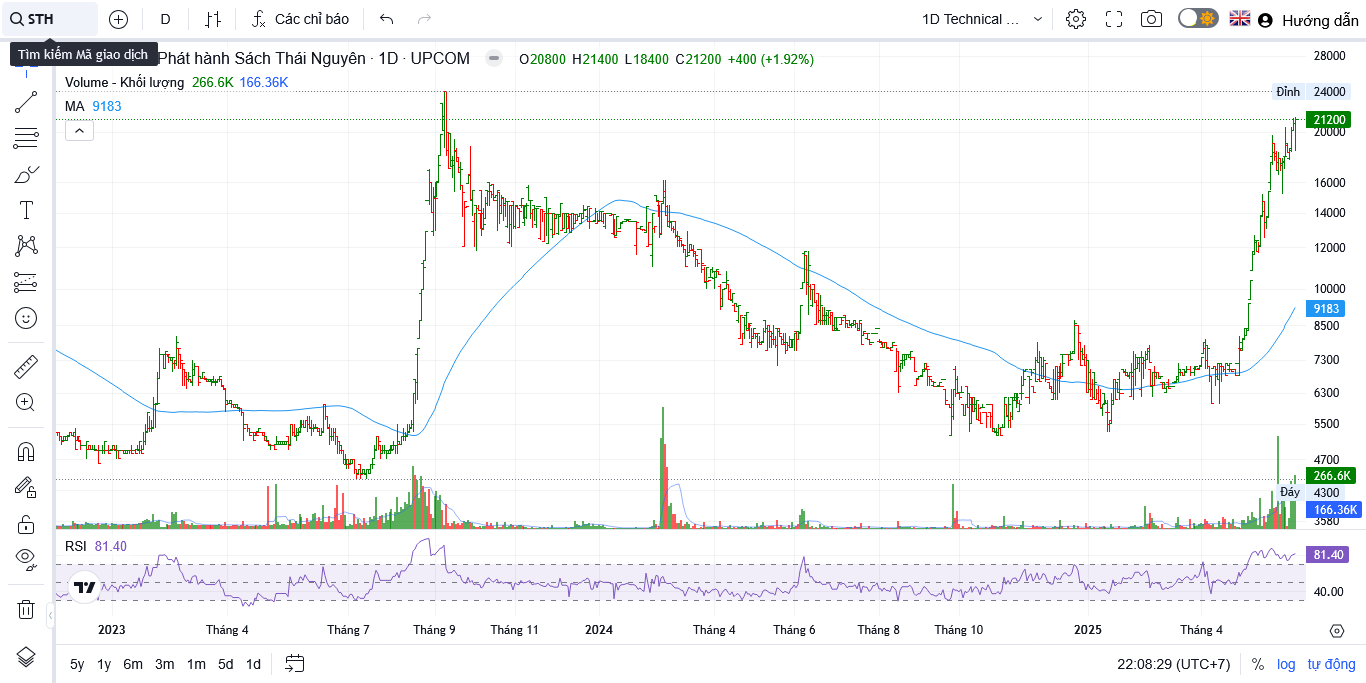 STH D Các chỉ báo 1D Technical ... Hướng dẫn
Tìm kiếm Mã giao dịch
Phát hành Sách Thái Nguyên · 1D · UPCOM O20800 H21400 L18400 C21200 +400 (+1.92%)
Volume - Khối lượng 266.6K 166.36K
MA 9183
28000
Đỉnh 24000
21200
20000
16000
14000
12000
10000
9183
8500
7300
6300
5500
4700
266.6K
Đáy 4300
166.36K
3580
RSI 81.40
81.40
40.00
2023 Tháng 4 Tháng 7 Tháng 9 Tháng 11 2024 Tháng 4 Tháng 6 Tháng 8 Tháng 10 2025 Tháng 4
5y 1y 6m 3m 1m 5d 1d 22:08:29 (UTC+7) % log tự động